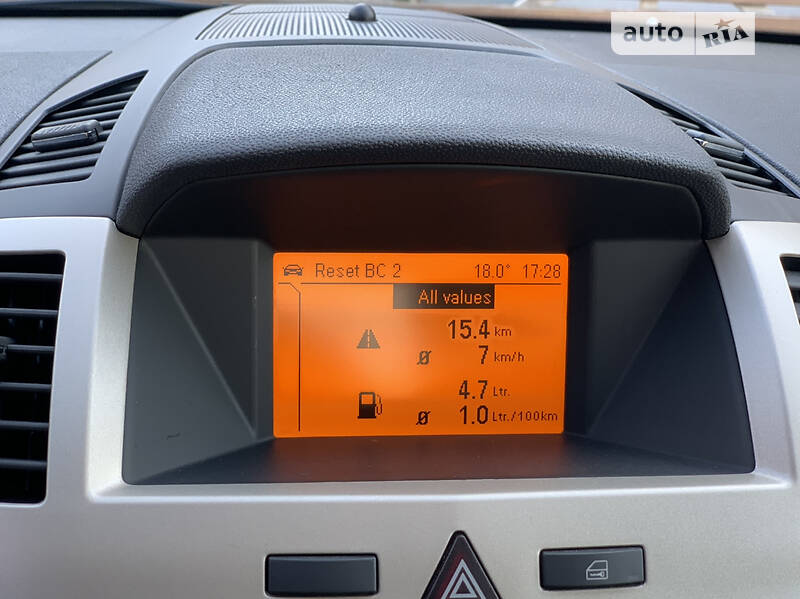 auto RIA
Reset BC 2 18.0° 17:28
All values
15.4 km
Ø 7 km/h
4.7 Ltr.
Ø 1.0 Ltr./100km